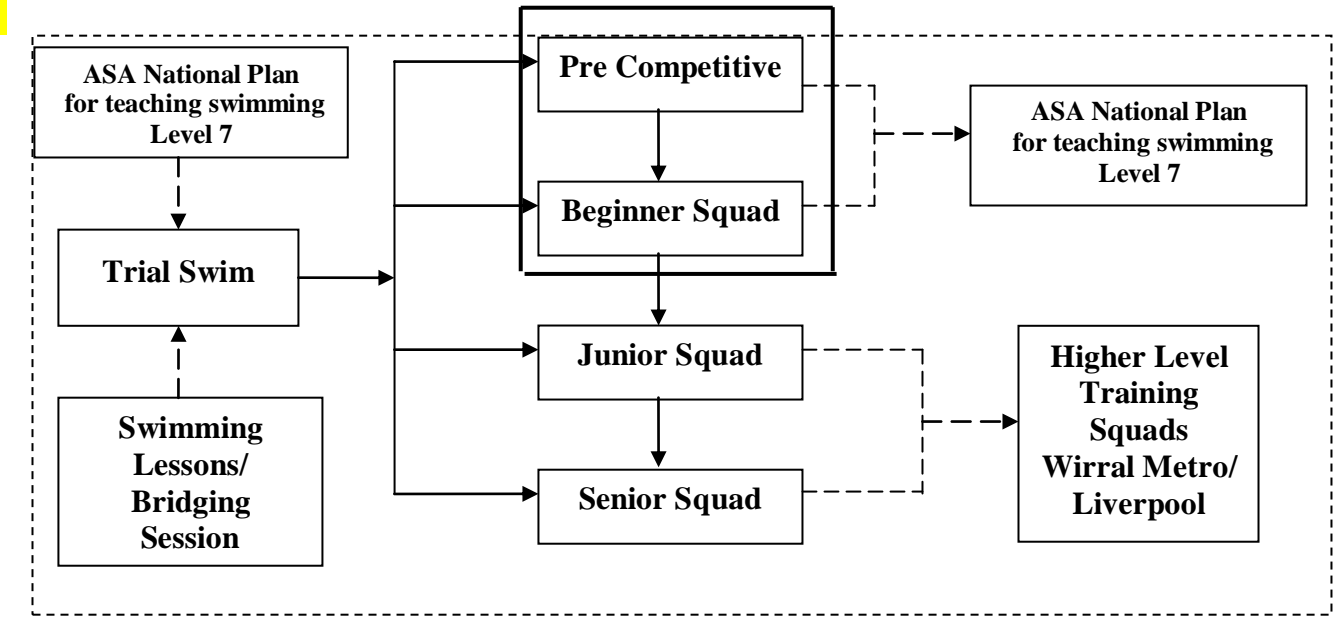 ASA National Plan
for teaching swimming
Level 7
Trial Swim
Swimming
Lessons/
Bridging
Session
Pre Competitive
Beginner Squad
Junior Squad
Senior Squad
ASA National Plan
for teaching swimming
Level 7
Higher Level
Training
Squads
Wirral Metro/
Liverpool